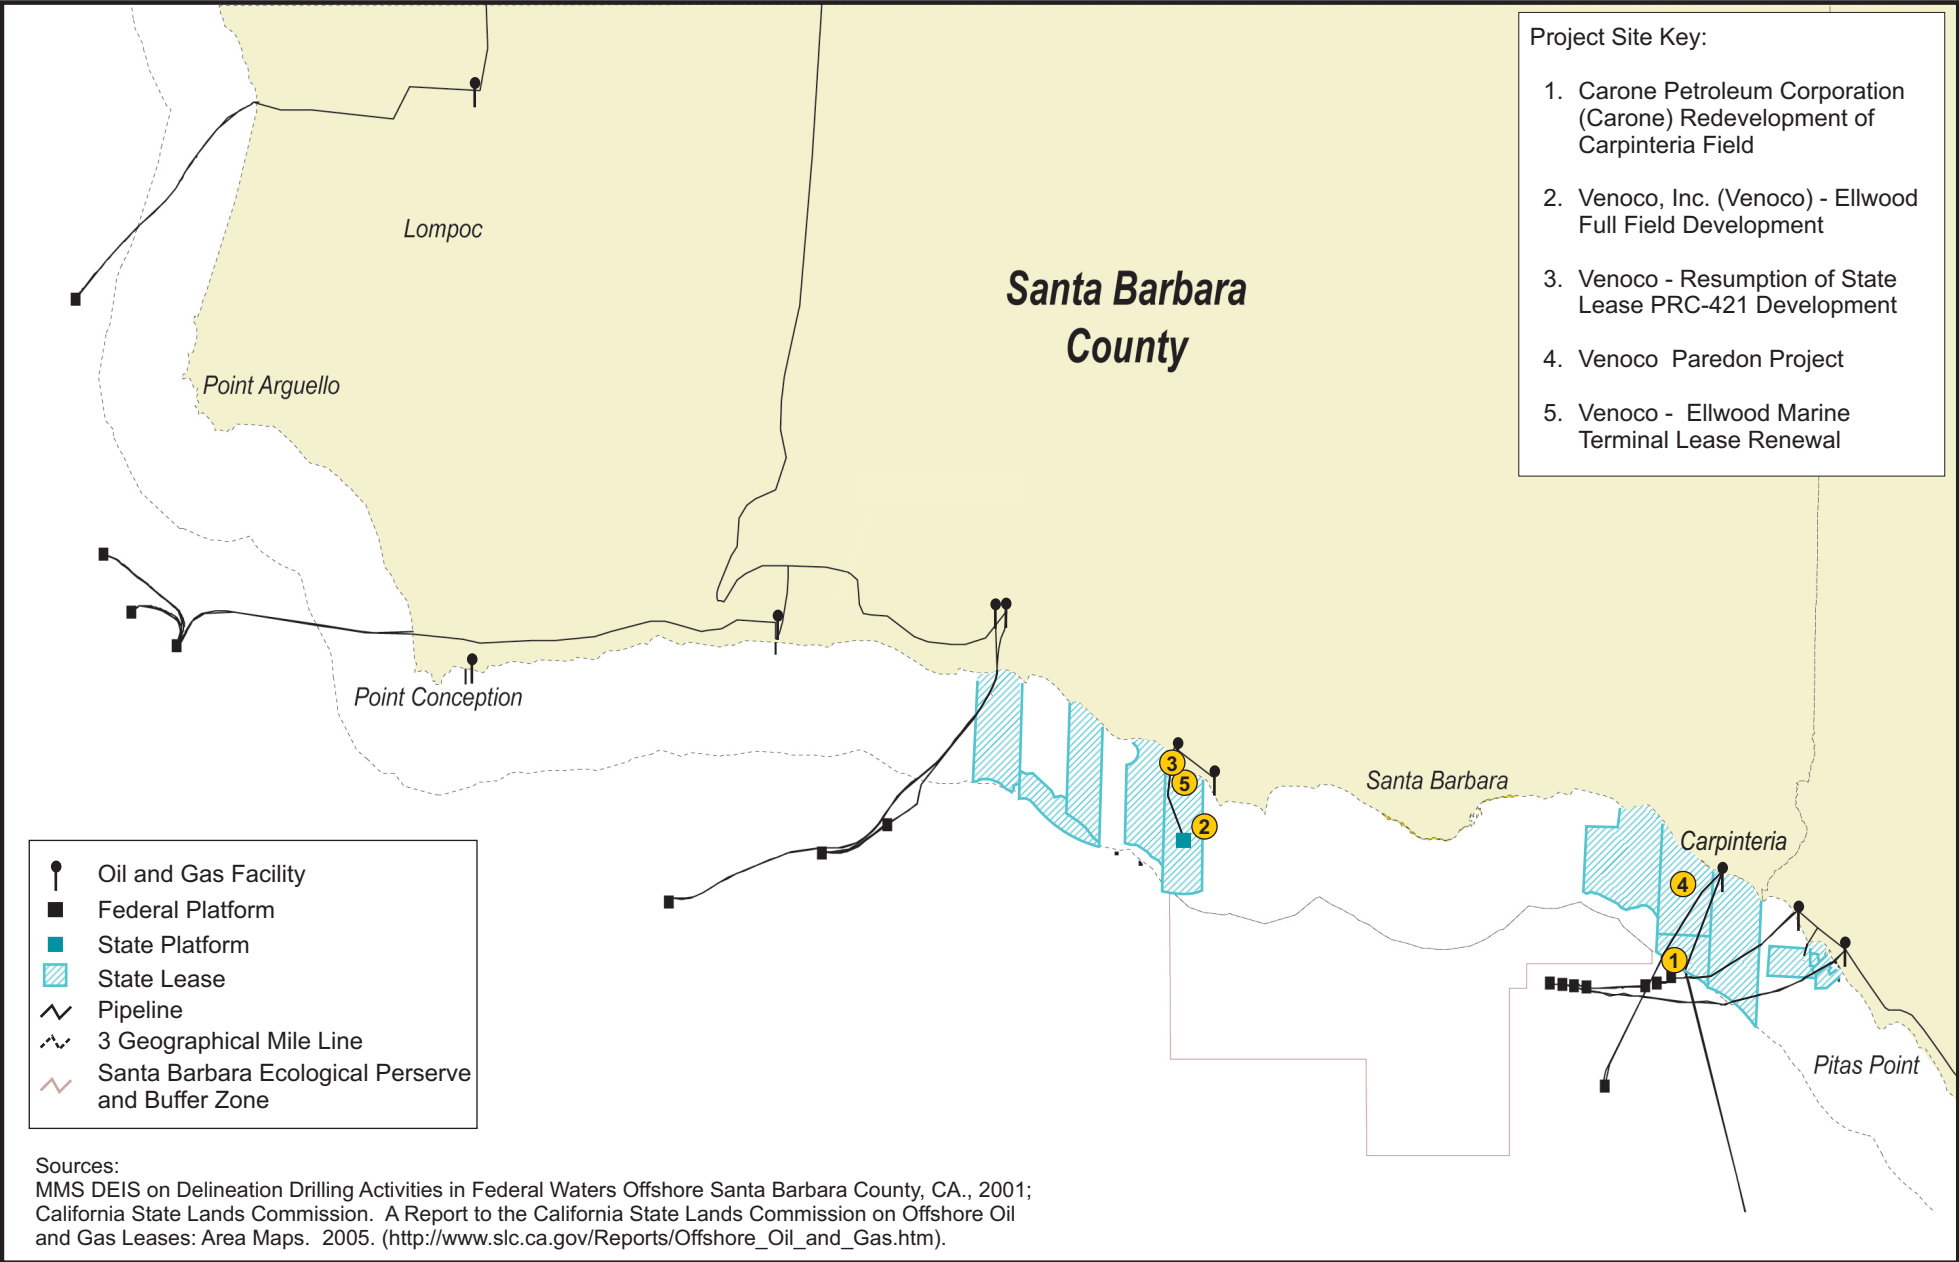 Project Site Key:
1. Carone Petroleum Corporation
(Carone) Redevelopment of
Carpinteria Field
2. Venoco, Inc. (Venoco) - Ellwood
Full Field Development
3. Venoco - Resumption of State
Lease PRC-421 Development
4. Venoco Paredon Project
5. Venoco - Ellwood Marine
Terminal Lease Renewal
Lompoc
Santa Barbara
County
Point Arguello
Point Conception
3
5
2
Santa Barbara
Carpinteria
4
1
Pitas Point
Oil and Gas Facility
Federal Platform
State Platform
State Lease
Pipeline
3 Geographical Mile Line
Santa Barbara Ecological Perserve
and Buffer Zone
Sources:
MMS DEIS on Delineation Drilling Activities in Federal Waters Offshore Santa Barbara County, CA., 2001;
California State Lands Commission. A Report to the California State Lands Commission on Offshore Oil
and Gas Leases: Area Maps. 2005. (http://www.slc.ca.gov/Reports/Offshore_Oil_and_Gas.htm).